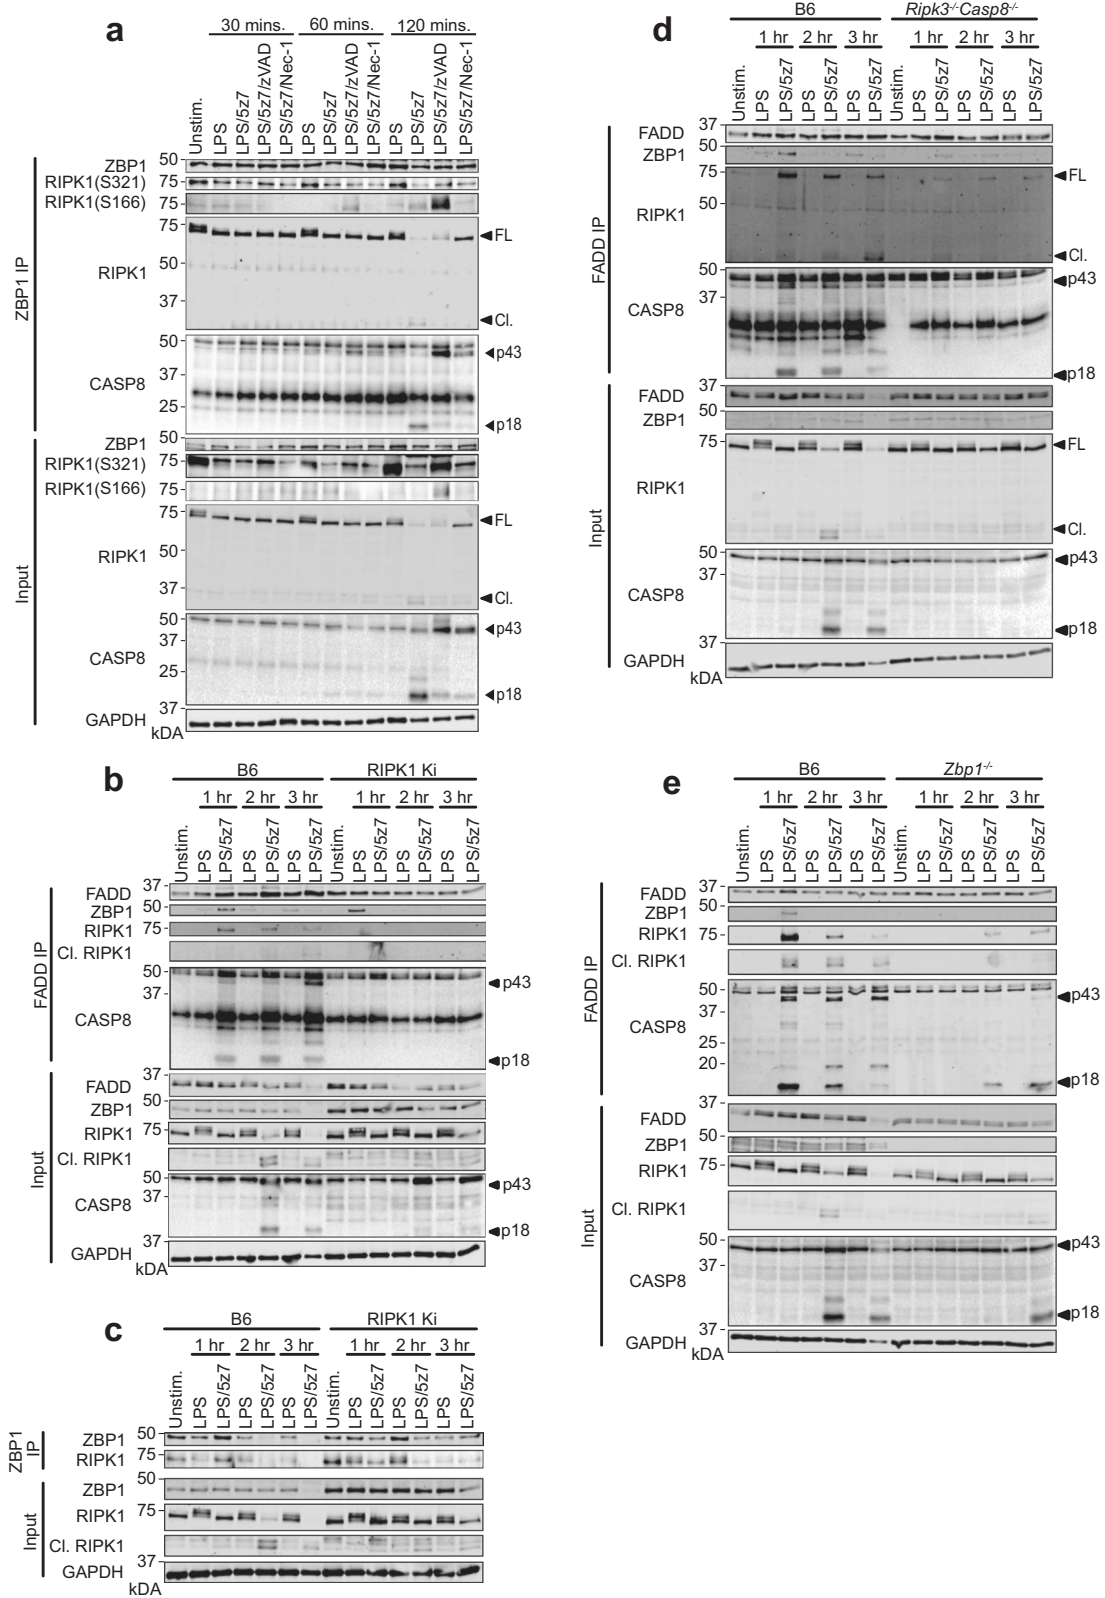 a
30 mins. 60 mins. 120 mins.
Unstim. LPS LPS/5z7 LPS/5z7/zVAD LPS/5z7/Nec-1 LPS LPS/5z7 LPS/5z7/zVAD LPS/5z7/Nec-1 LPS LPS/5z7 LPS/5z7/zVAD LPS/5z7/Nec-1
ZBP1 IP
ZBP1 50
RIPK1(S321) 75
RIPK1(S166) 75
75
FL
50
RIPK1
37
Cl.
50
p43
37
CASP8
25
p18
Input
50
ZBP1
RIPK1(S321) 75
RIPK1(S166) 75
75
FL
50
RIPK1
37
Cl.
50
p43
37
CASP8
25
p18
37
GAPDH
kDA
b
B6 RIPK1 Ki
1 hr 2 hr 3 hr 1 hr 2 hr 3 hr
Unstim. LPS LPS/5z7 LPS LPS/5z7 LPS LPS/5z7 Unstim. LPS LPS/5z7 LPS LPS/5z7 LPS LPS/5z7
FADD IP
37
FADD
50
ZBP1
RIPK1 75
Cl. RIPK1
50
p43
37
CASP8
p18
Input
37
FADD
50
ZBP1
RIPK1 75
Cl. RIPK1
50
p43
37
CASP8
p18
37
GAPDH
kDA
c
B6 RIPK1 Ki
1 hr 2 hr 3 hr 1 hr 2 hr 3 hr
Unstim. LPS LPS/5z7 LPS LPS/5z7 LPS LPS/5z7 Unstim. LPS LPS/5z7 LPS LPS/5z7 LPS LPS/5z7
ZBP1 IP
50
ZBP1
75
RIPK1
Input
50
ZBP1
75
RIPK1
Cl. RIPK1
37
GAPDH
kDA
d
B6 Ripk3-/-Casp8-/-
1 hr 2 hr 3 hr 1 hr 2 hr 3 hr
Unstim. LPS LPS/5z7 LPS LPS/5z7 LPS LPS/5z7 Unstim. LPS LPS/5z7 LPS LPS/5z7 LPS LPS/5z7
FADD IP
37
FADD
50
ZBP1
75
FL
50
RIPK1
Cl.
50
p43
37
CASP8
p18
Input
37
FADD
50
ZBP1
75
FL
RIPK1
Cl.
50
p43
37
CASP8
p18
37
GAPDH
kDA
e
B6 Zbp1-/-
1 hr 2 hr 3 hr 1 hr 2 hr 3 hr
Unstim. LPS LPS/5z7 LPS LPS/5z7 LPS LPS/5z7 Unstim. LPS LPS/5z7 LPS LPS/5z7 LPS LPS/5z7
FADD IP
37
FADD
50
ZBP1
RIPK1 75
Cl. RIPK1
50
p43
37
CASP8
25
20
p18
Input
37
FADD
50
ZBP1
RIPK1 75
Cl. RIPK1
50
p43
37
CASP8
p18
37
GAPDH
kDA